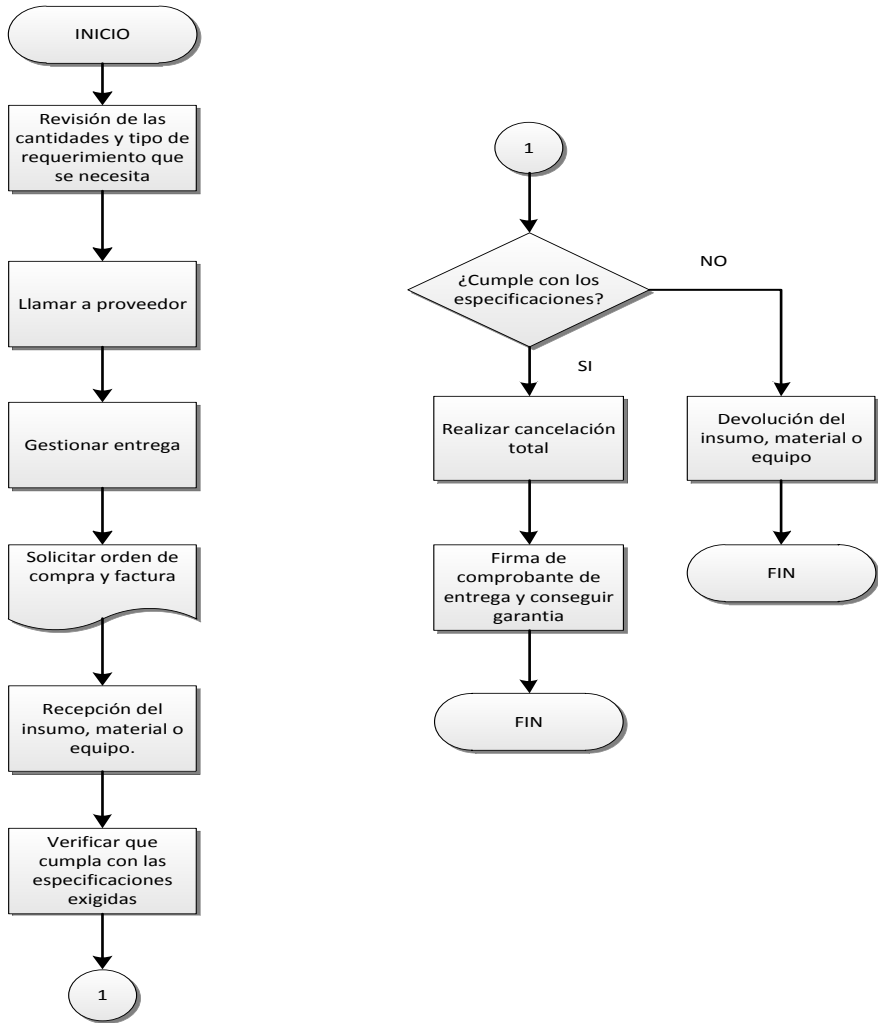 INICIO
Revisión de las
cantidades y tipo de
requerimiento que
se necesita
Llamar a proveedor
Gestionar entrega
Solicitar orden de
compra y factura
Recepción del
insumo, material o
equipo.
Verificar que
cumpla con las
especificaciones
exigidas
1
1
¿Cumple con los
especificaciones?
NO
SI
Realizar cancelación
total
Firma de
comprobante de
entrega y conseguir
garantia
FIN
Devolución del
insumo, material o
equipo
FIN